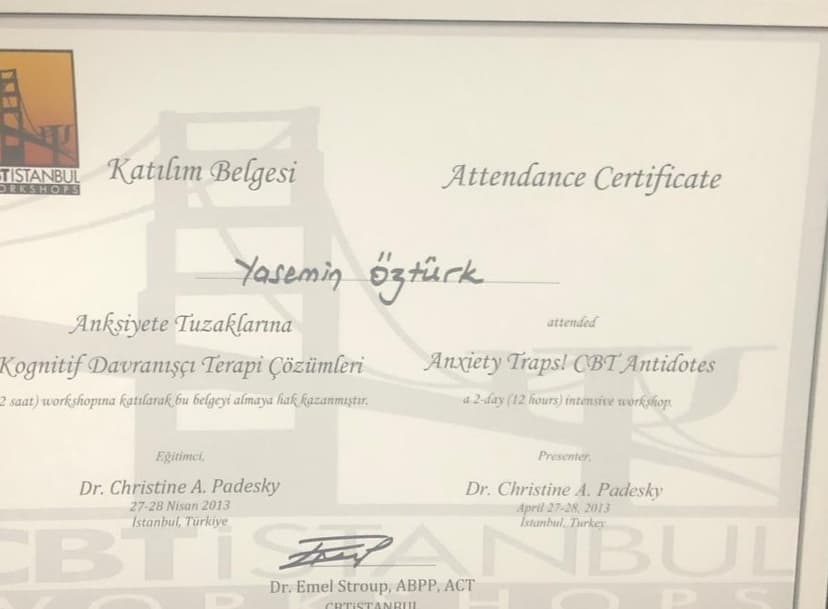 TISTANBUL
ORKSHOPS
Katılım Belgesi
Attendance Certificate
Yasemin Öztürk
Anksiyete Tuzaklarına
Kognitif Davranışçı Terapi Çözümleri
2 saat) workshopına katılarak bu belgeyi almaya hak kazanmıştır.
attended
Anxiety Traps! CBT Antidotes
a 2-day (12 hours) intensive workshop.
Eğitimci,
Dr. Christine A. Padesky
27-28 Nisan 2013
İstanbul, Türkiye
Presenter,
Dr. Christine A. Padesky
April 27-28, 2013
İstanbul, Turkey
CBTiSTANBUL
WORKSHOPS
Dr. Emel Stroup, ABPP, ACT
CBTİSTANBUL